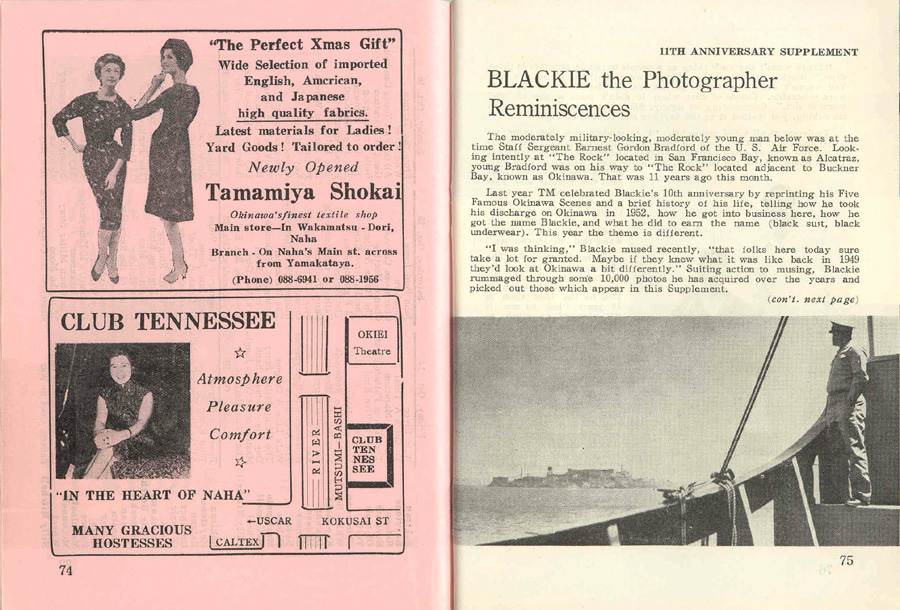 "The Perfect Xmas Gift"
Wide Selection of imported
English, American,
and Japanese
high quality fabrics.
Latest materials for Ladies!
Yard Goods! Tailored to order!
Newly Opened
Tamamiya Shokai
Okinawa's finest textile shop
Main store—In Wakamatsu - Dori,
Naha
Branch - On Naha's Main st. across
from Yamakataya.
(Phone) 088-6941 or 088-1956
CLUB TENNESSEE
Atmosphere
Pleasure
Comfort
"IN THE HEART OF NAHA"
MANY GRACIOUS
HOSTESSES
OKIEI
Theatre
RIVER
MUTSUMI-BASHI
CLUB
TEN
NES
SEE
←USCAR
KOKUSAI ST
CALTEX
74
11TH ANNIVERSARY SUPPLEMENT
BLACKIE the Photographer
Reminiscences
The moderately military-looking, moderately young man below was at the
time Staff Sergeant Earnest Gordon Bradford of the U. S. Air Force. Look-
ing intently at "The Rock" located in San Francisco Bay, known as Alcatraz,
young Bradford was on his way to "The Rock" located adjacent to Buckner
Bay, known as Okinawa. That was 11 years ago this month.
Last year TM celebrated Blackie's 10th anniversary by reprinting his Five
Famous Okinawa Scenes and a brief history of his life, telling how he took
his discharge on Okinawa in 1952, how he got into business here, how he
got the name Blackie, and what he did to earn the name (black suit, black
underwear). This year the theme is different.
"I was thinking," Blackie mused recently, "that folks here today sure
take a lot for granted. Maybe if they knew what it was like back in 1949
they'd look at Okinawa a bit differently." Suiting action to musing, Blackie
rummaged through some 10,000 photos he has acquired over the years and
picked out those which appear in this Supplement.
(con't. next page)
75